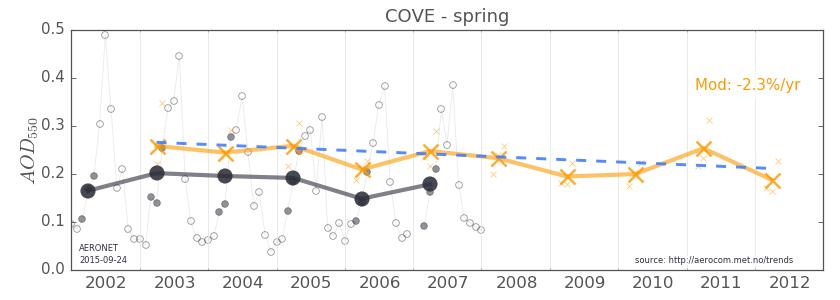 COVE - spring
0.5
0.4
0.3
0.2
0.1
0.0
AOD550
Mod: -2.3%/yr
AERONET
2015-09-24
source: http://aerocom.met.no/trends
2002 2003 2004 2005 2006 2007 2008 2009 2010 2011 2012